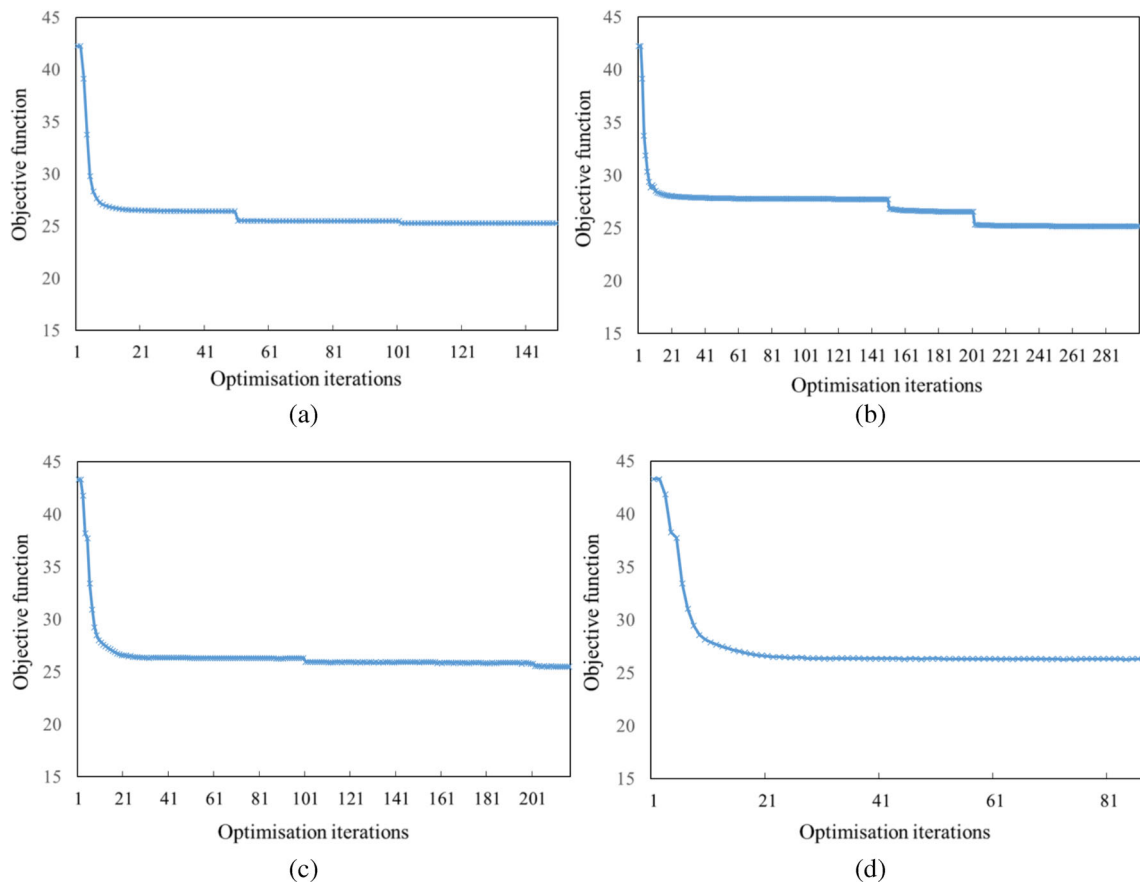 45
40
35
30
25
20
15
Objective function
1 21 41 61 81 101 121 141
Optimisation iterations
(a)
45
40
35
30
25
20
15
Objective function
1 21 41 61 81 101 121 141 161 181 201 221 241 261 281
Optimisation iterations
(b)
45
40
35
30
25
20
15
Objective function
1 21 41 61 81 101 121 141 161 181 201
Optimisation iterations
(c)
45
40
35
30
25
20
15
Objective function
1 21 41 61 81
Optimisation iterations
(d)